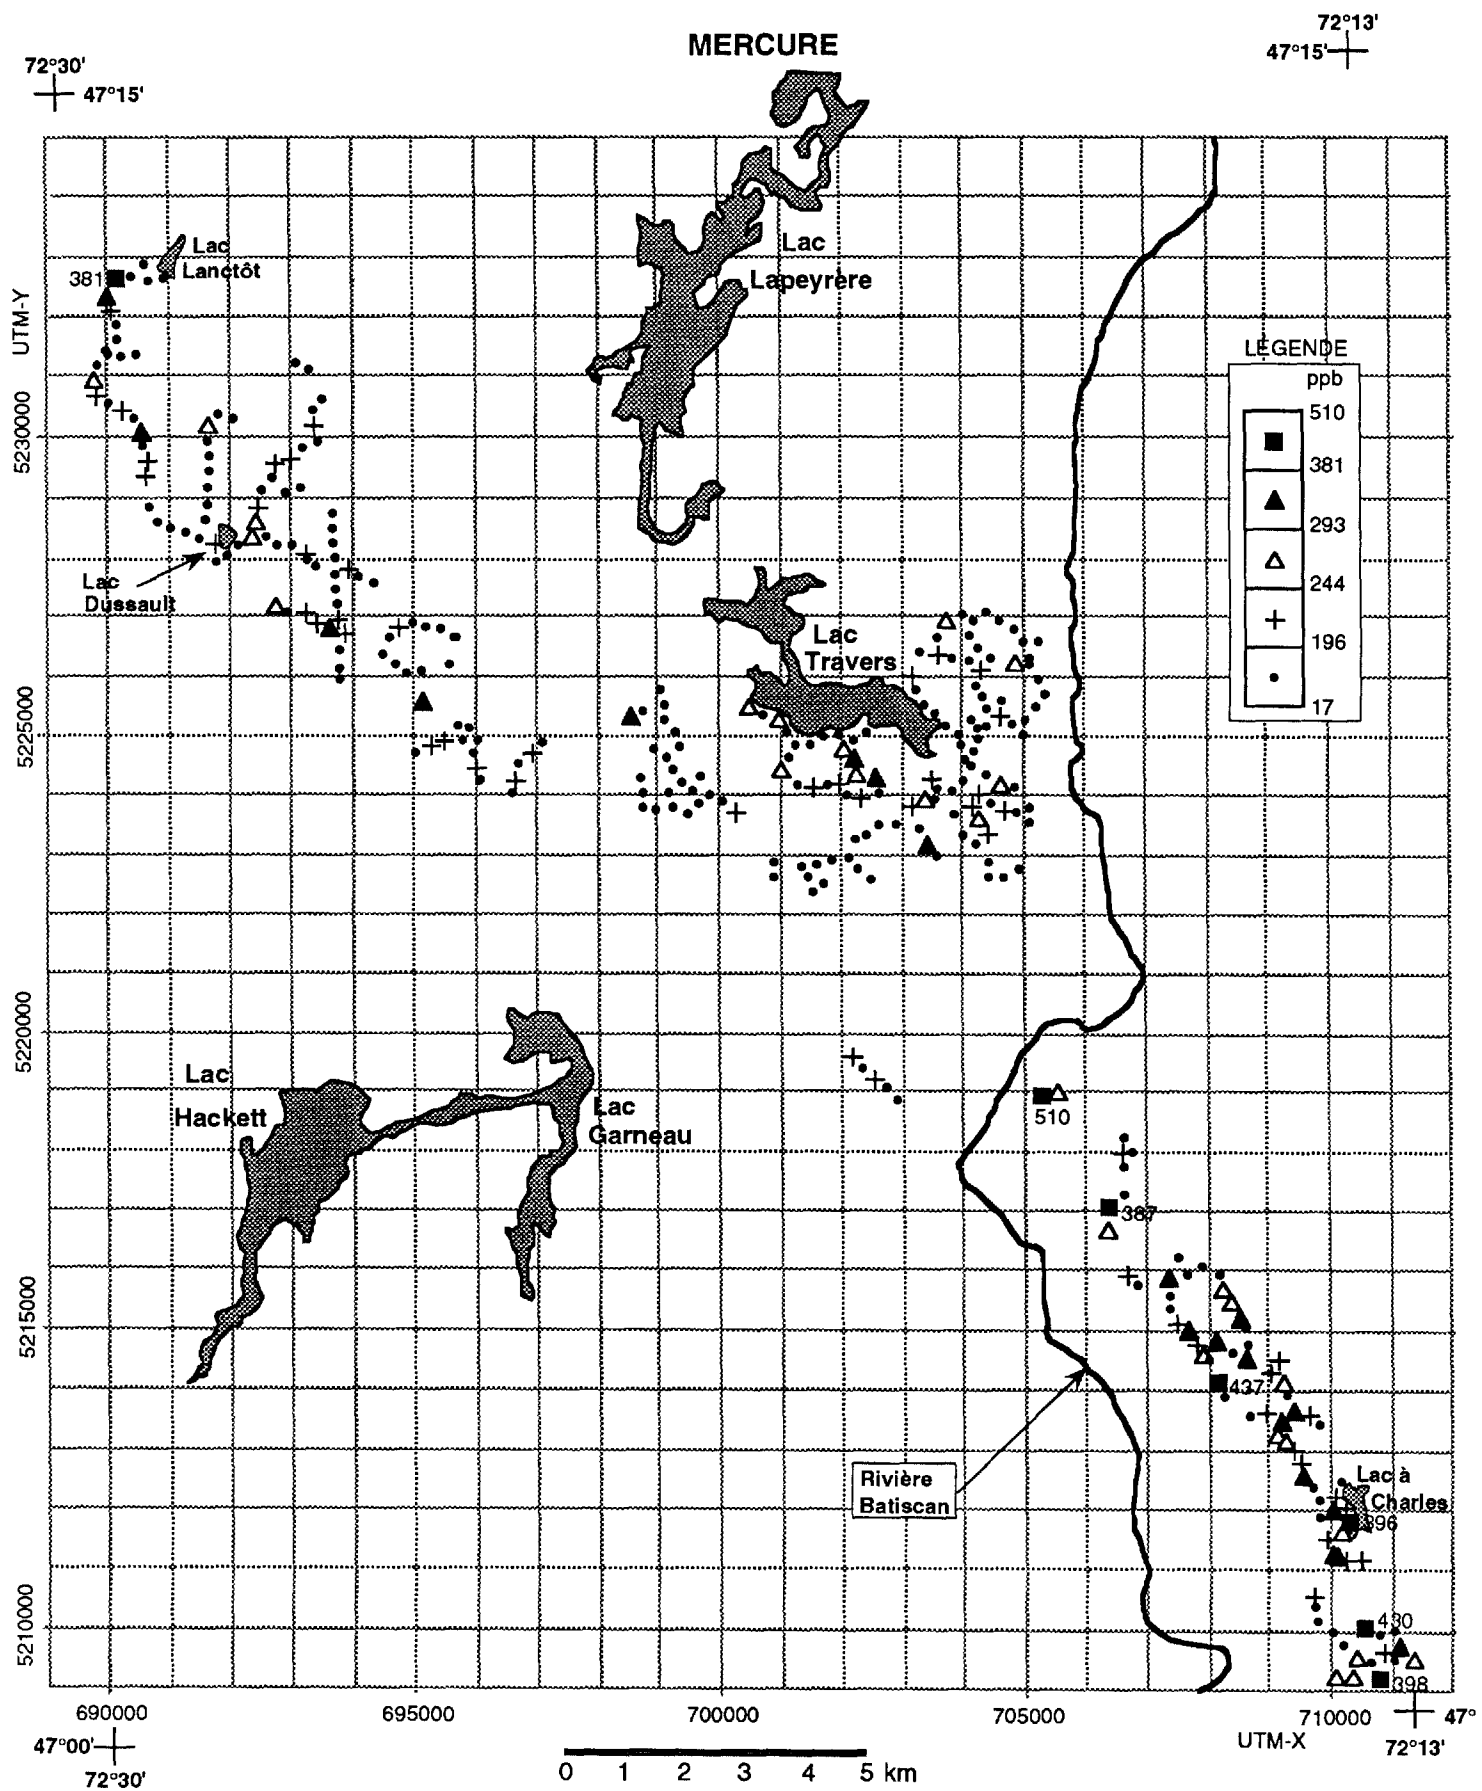 MERCURE
72°30'
47°15'
72°13'
47°15'
Lac
Lanctôt
381
Lac
Lapeyrère
UTM-Y
LEGENDE
ppb
510
381
293
244
196
17
5230000
Lac
Dussault
Lac
Travers
5225000
5220000
Lac
Hackett
Lac
Garneau
510
387
5215000
437
Rivière
Batiscan
Lac à
Charles
396
5210000
430
398
690000
695000
700000
705000
710000
47°
UTM-X
72°13'
47°00'
72°30'
0 1 2 3 4 5 km